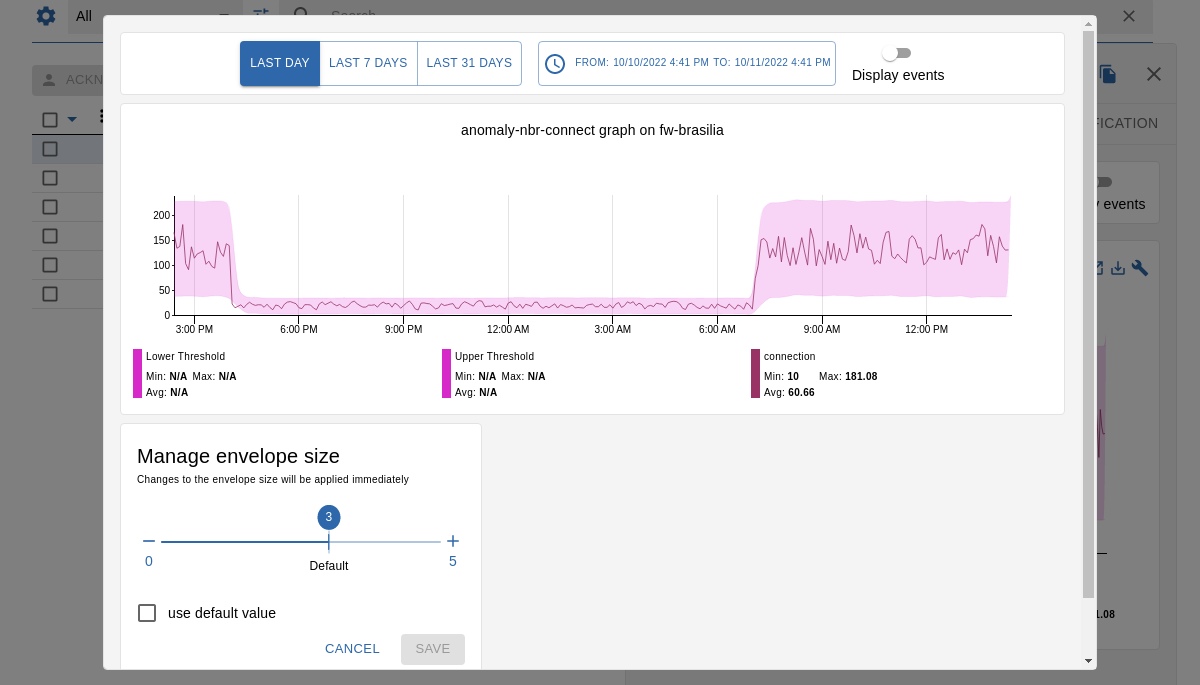 All
Search
ACKN
LAST DAY
LAST 7 DAYS
LAST 31 DAYS
FROM: 10/10/2022 4:41 PM TO: 10/11/2022 4:41 PM
Display events
FICATION
y events
anomaly-nbr-connect graph on fw-brasilia
200
150
100
50
0
3:00 PM
6:00 PM
9:00 PM
12:00 AM
3:00 AM
6:00 AM
9:00 AM
12:00 PM
Lower Threshold
Min: N/A Max: N/A
Avg: N/A
Upper Threshold
Min: N/A Max: N/A
Avg: N/A
connection
Min: 10 Max: 181.08
Avg: 60.66
Manage envelope size
Changes to the envelope size will be applied immediately
3
0
5
Default
use default value
CANCEL
SAVE
1.08